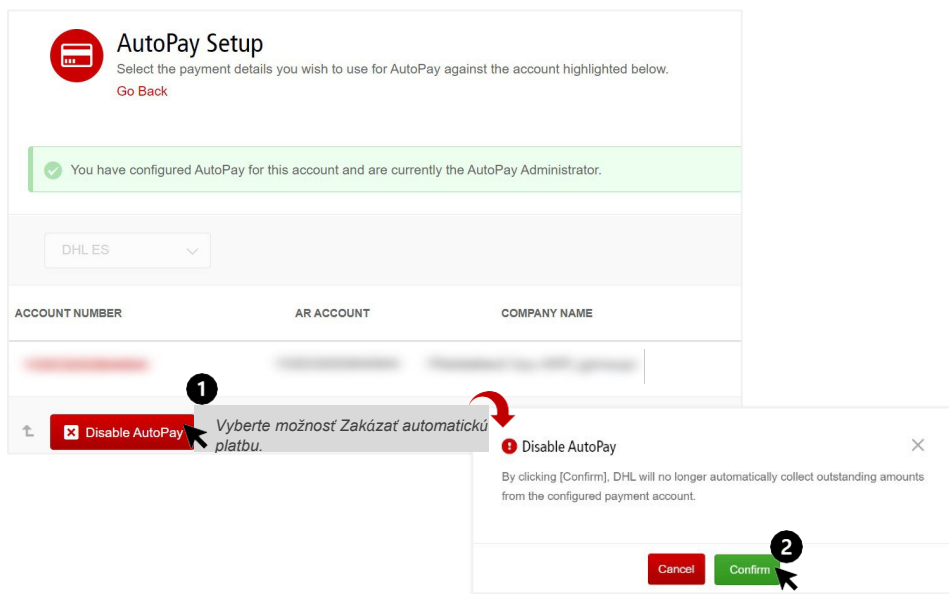 AutoPay Setup
Select the payment details you wish to use for AutoPay against the account highlighted below.
Go Back
You have configured AutoPay for this account and are currently the AutoPay Administrator.
DHL ES
ACCOUNT NUMBER AR ACCOUNT COMPANY NAME
1
Disable AutoPay
Vyberte možnosť Zakázať automatickú
platbu.
Disable AutoPay
By clicking [Confirm], DHL will no longer automatically collect outstanding amounts
from the configured payment account.
2
Cancel Confirm